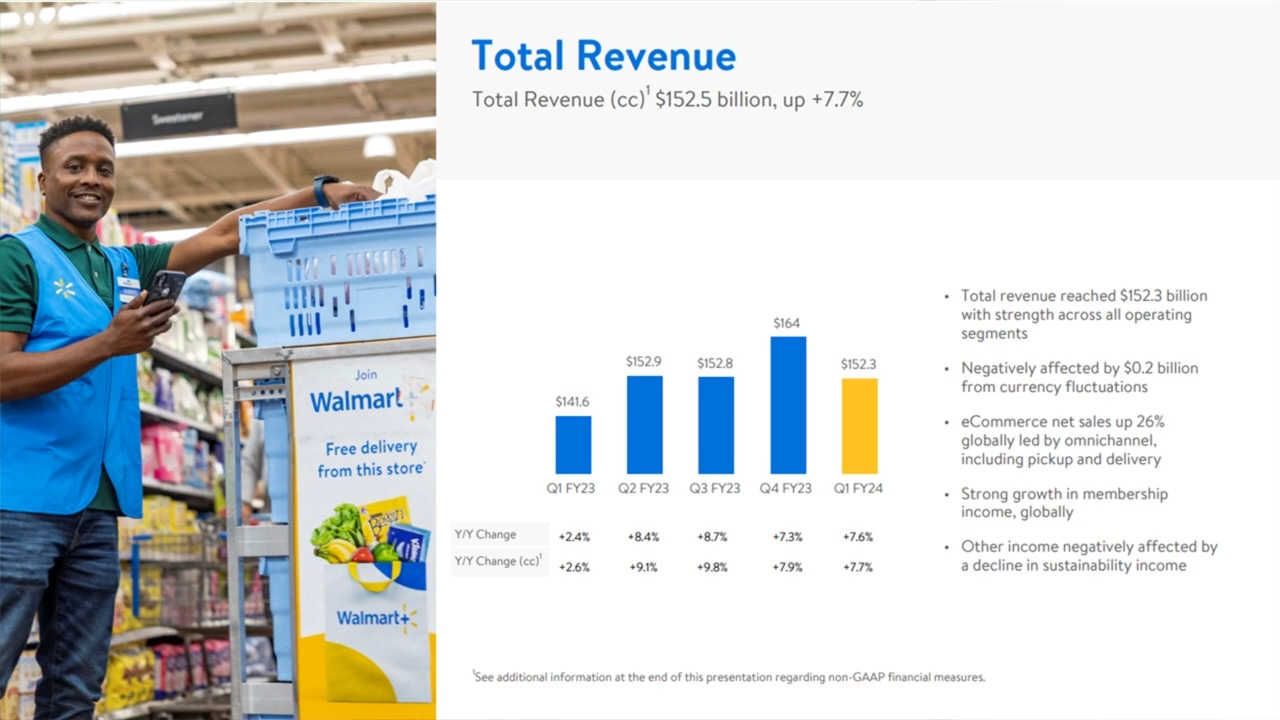 Sweetener
Join
Walmart+
Free delivery
from this store
Bacon
Walmart+
Total Revenue
Total Revenue (cc)¹ $152.5 billion, up +7.7%
$141.6
$152.9
$152.8
$164
$152.3
Q1 FY23 Q2 FY23 Q3 FY23 Q4 FY23 Q1 FY24
Y/Y Change +2.4% +8.4% +8.7% +7.3% +7.6%
Y/Y Change (cc)¹ +2.6% +9.1% +9.8% +7.9% +7.7%
• Total revenue reached $152.3 billion
with strength across all operating
segments
• Negatively affected by $0.2 billion
from currency fluctuations
• eCommerce net sales up 26%
globally led by omnichannel,
including pickup and delivery
• Strong growth in membership
income, globally
• Other income negatively affected by
a decline in sustainability income
¹See additional information at the end of this presentation regarding non-GAAP financial measures.